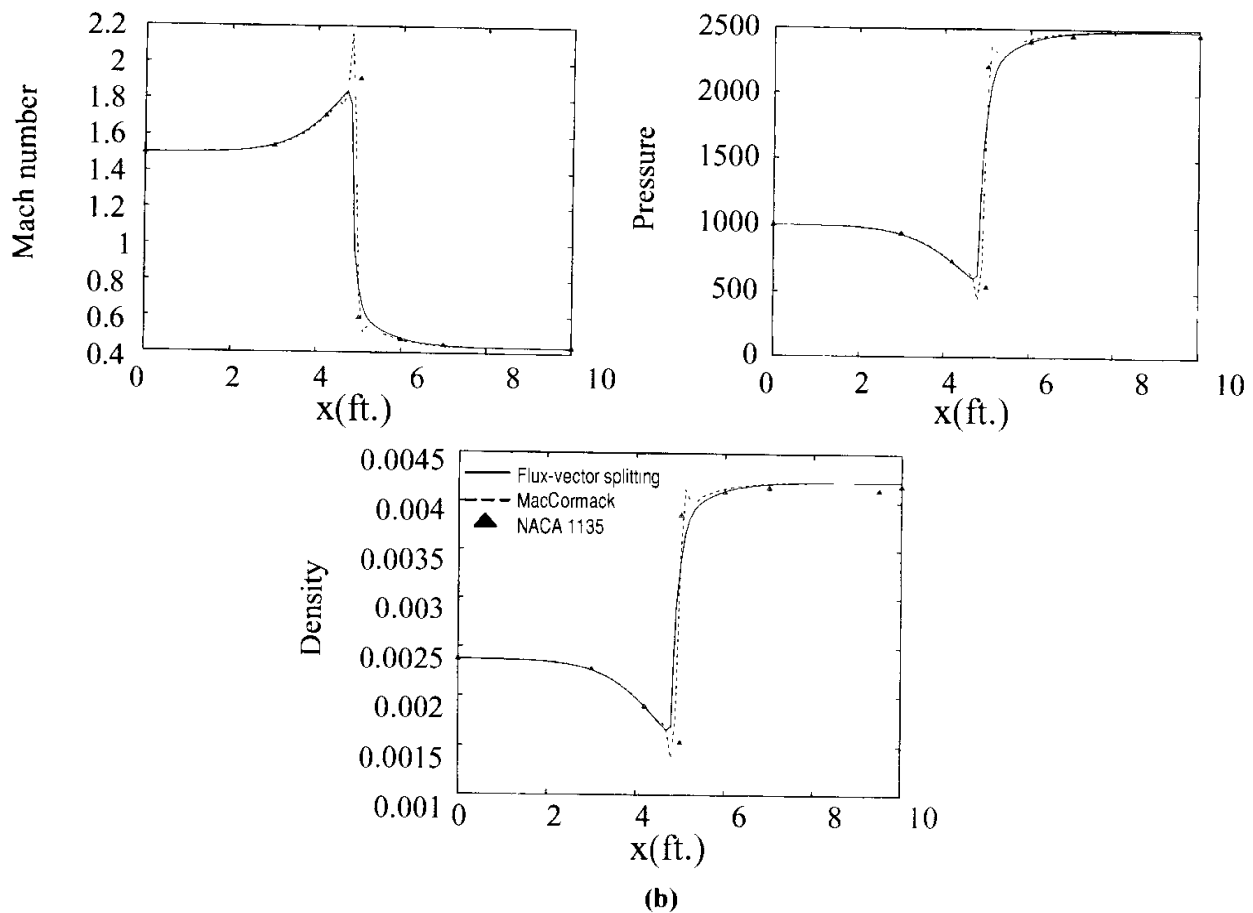 2.2
2
1.8
1.6
1.4
1.2
1
0.8
0.6
0.4
Mach number
0 2 4 6 8 10
x(ft.)
2500
2000
1500
1000
500
0
Pressure
0 2 4 6 8 10
x(ft.)
0.0045
0.004
0.0035
0.003
0.0025
0.002
0.0015
0.001
Density
Flux-vector splitting
MacCormack
NACA 1135
0 2 4 6 8 10
x(ft.)
(b)